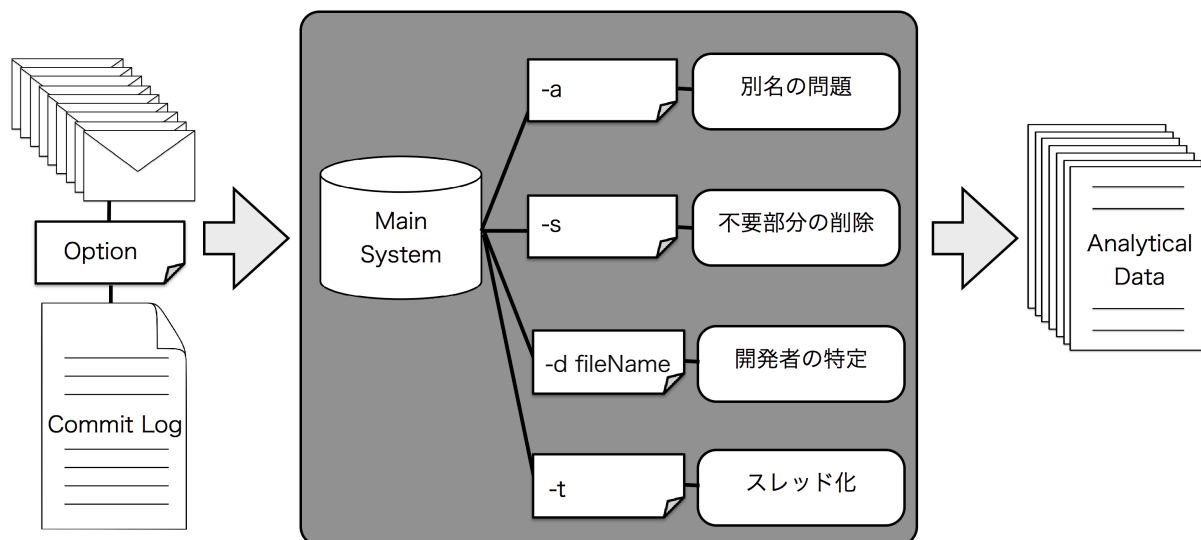 Option
Commit Log
Main
System
-a
別名の問題
-s
不要部分の削除
-d fileName
開発者の特定
-t
スレッド化
Analytical
Data